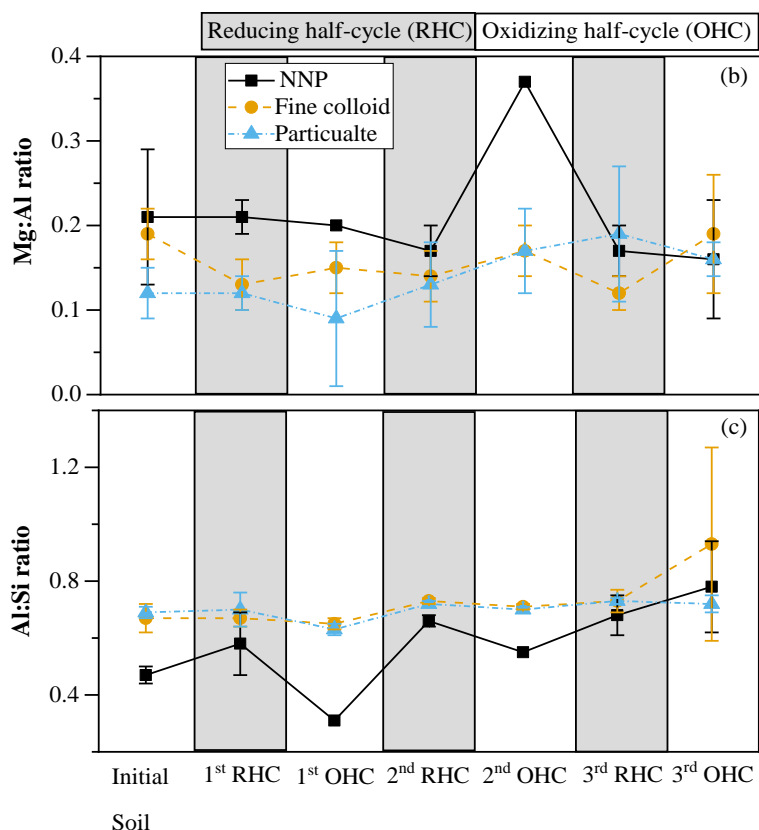 Reducing half-cycle (RHC) Oxidizing half-cycle (OHC)
(b)
NNP
Fine colloid
Particualte
Mg:Al ratio
0.4
0.3
0.2
0.1
0.0
(c)
Al:Si ratio
1.2
0.8
0.4
Initial Soil
1st RHC
1st OHC
2nd RHC
2nd OHC
3rd RHC
3rd OHC